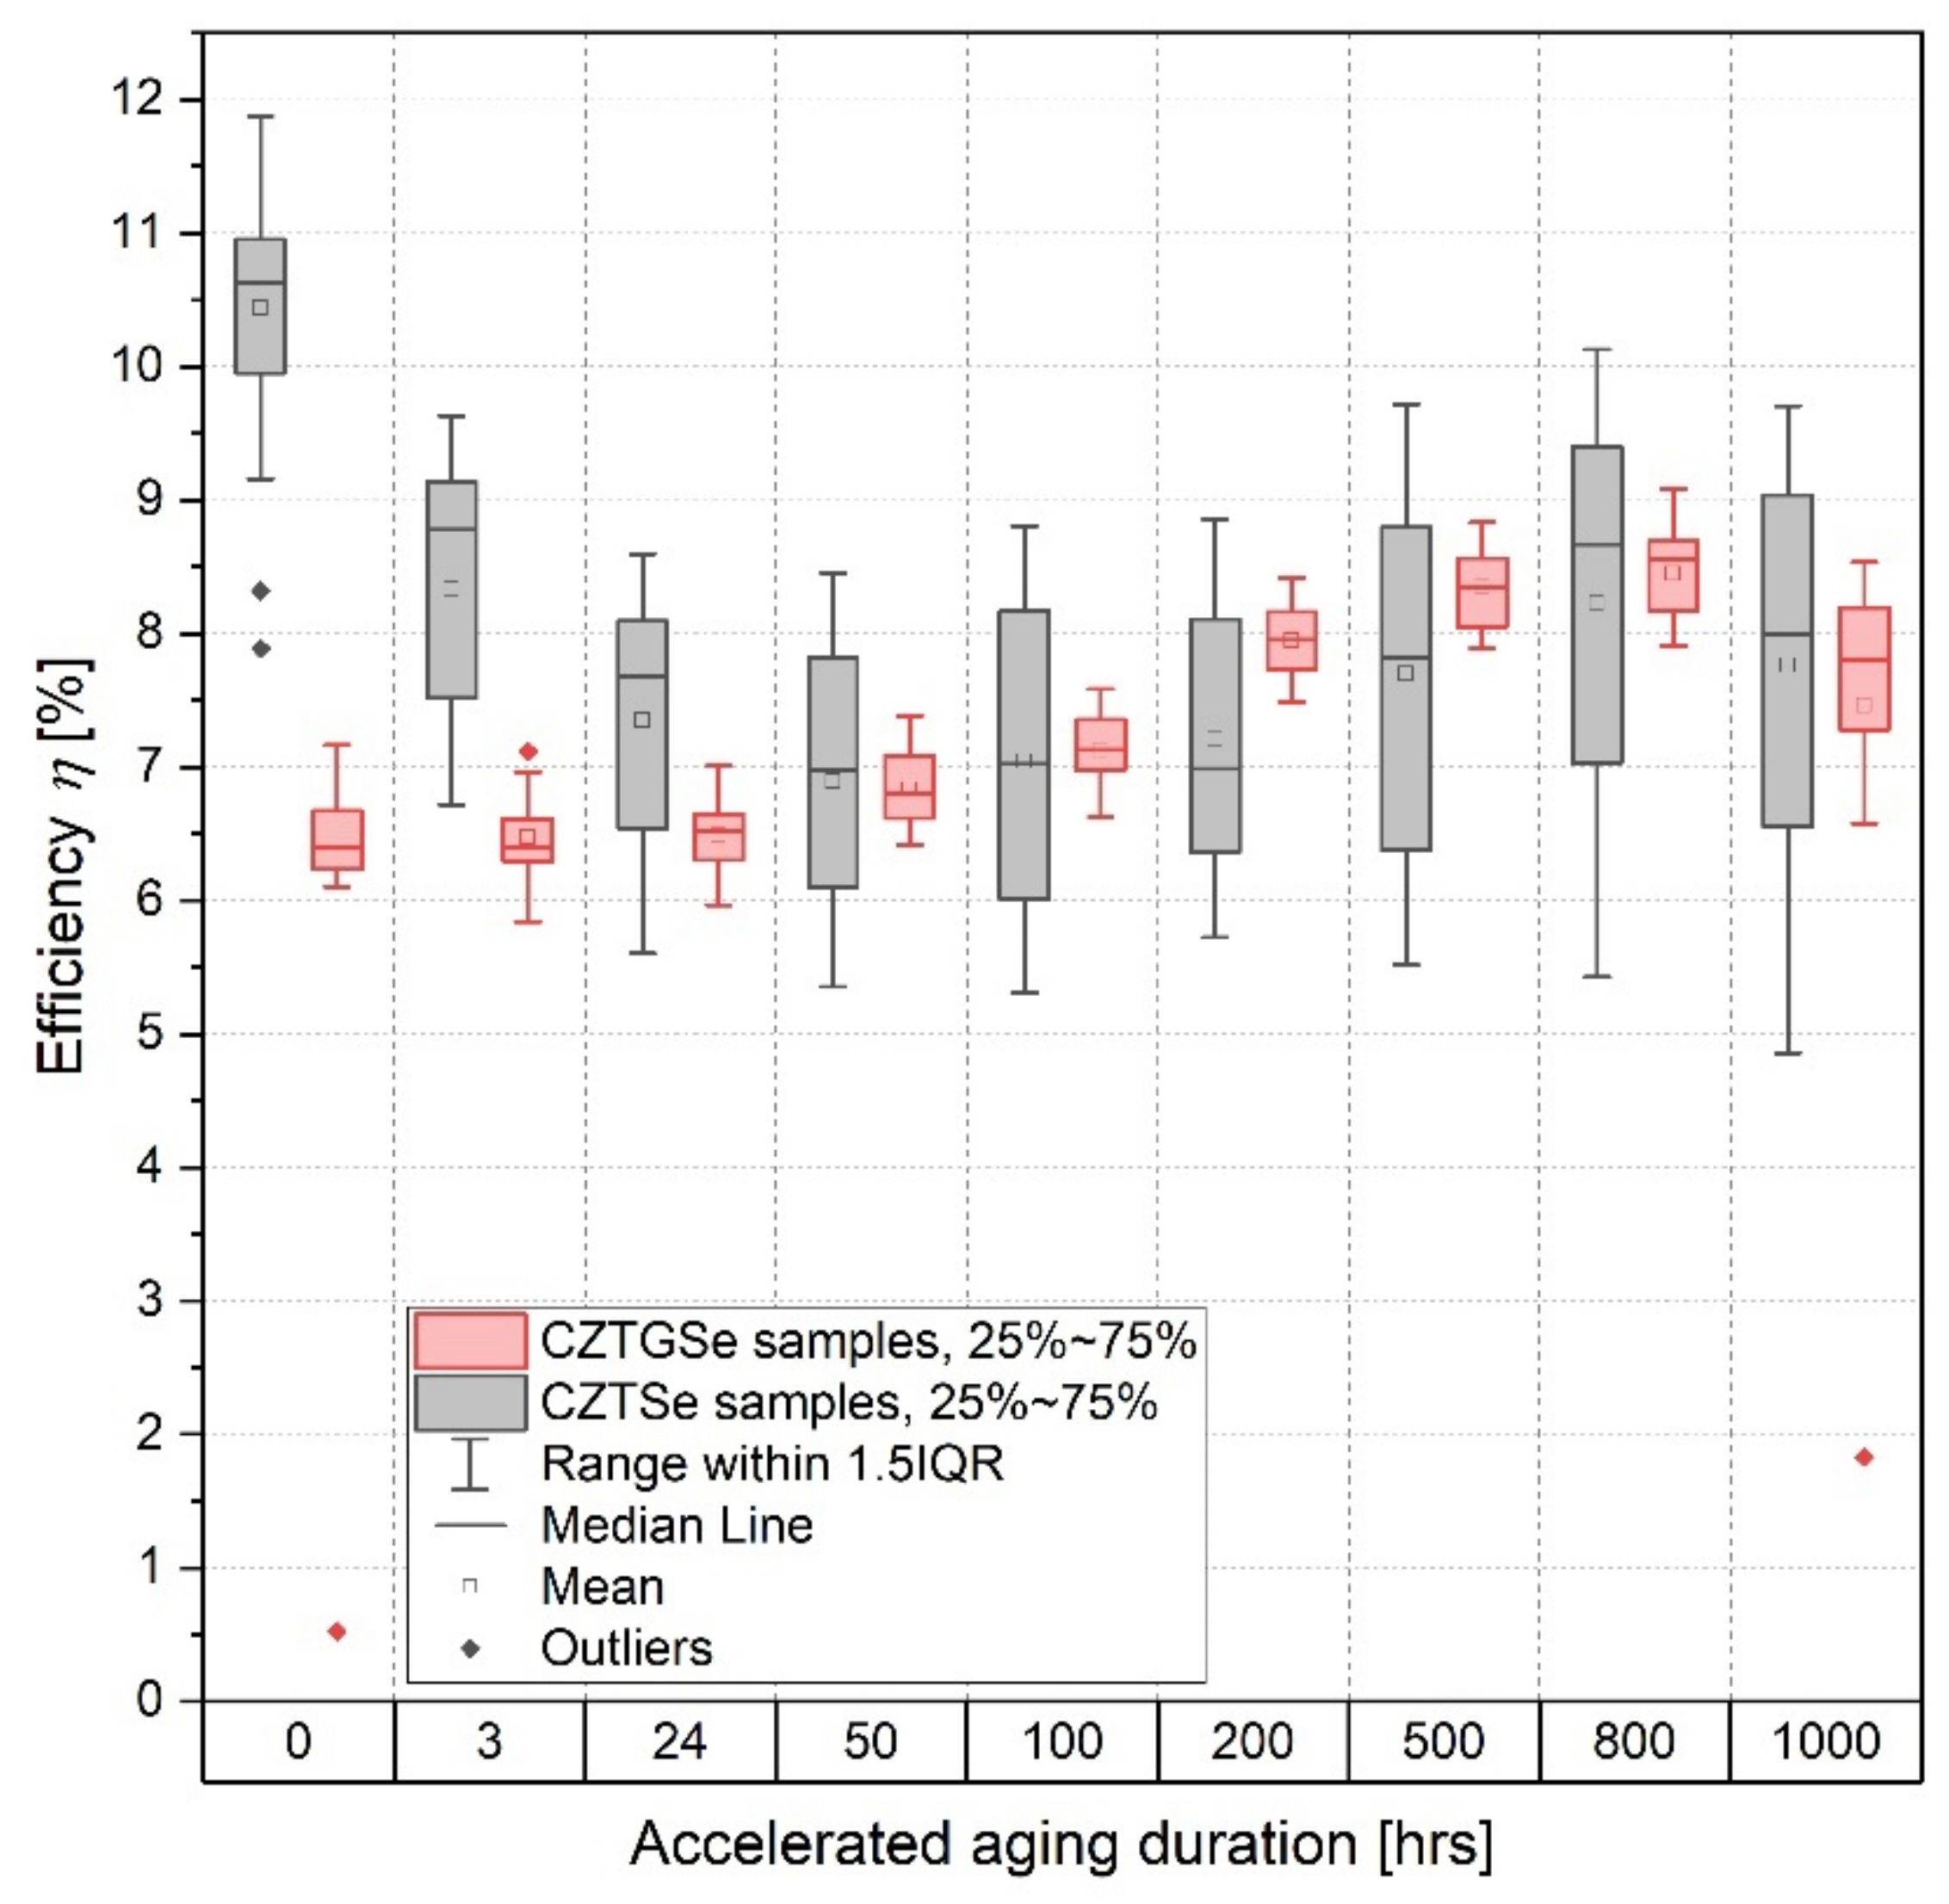 12
11
10
9
8
7
6
5
4
3
2
1
0
Efficiency η [%]
CZTGSe samples, 25%~75%
CZTSe samples, 25%~75%
Range within 1.5IQR
Median Line
Mean
Outliers
0 3 24 50 100 200 500 800 1000
Accelerated aging duration [hrs]